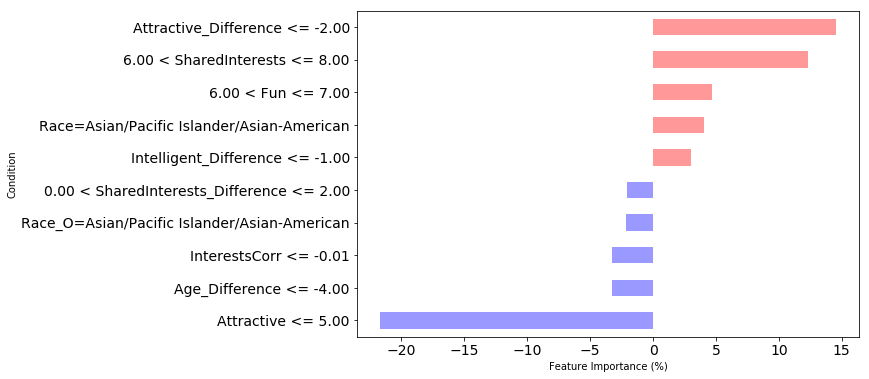 Attractive_Difference <= -2.00
6.00 < SharedInterests <= 8.00
6.00 < Fun <= 7.00
Race=Asian/Pacific Islander/Asian-American
Intelligent_Difference <= -1.00
0.00 < SharedInterests_Difference <= 2.00
Race_O=Asian/Pacific Islander/Asian-American
InterestsCorr <= -0.01
Age_Difference <= -4.00
Attractive <= 5.00
Condition
−20 −15 −10 −5 0 5 10 15
Feature Importance (%)